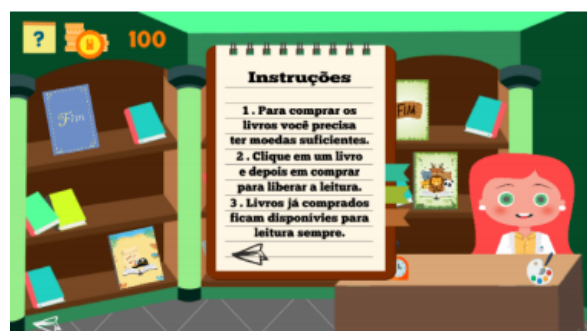 ?
100
Instruções
1. Para comprar os
livros você precisa
ter moedas suficientes.
2. Clique em um livro
e depois em comprar
para liberar a leitura.
3. Livros já comprados
ficam disponívies para
leitura sempre.
Fim
FIM